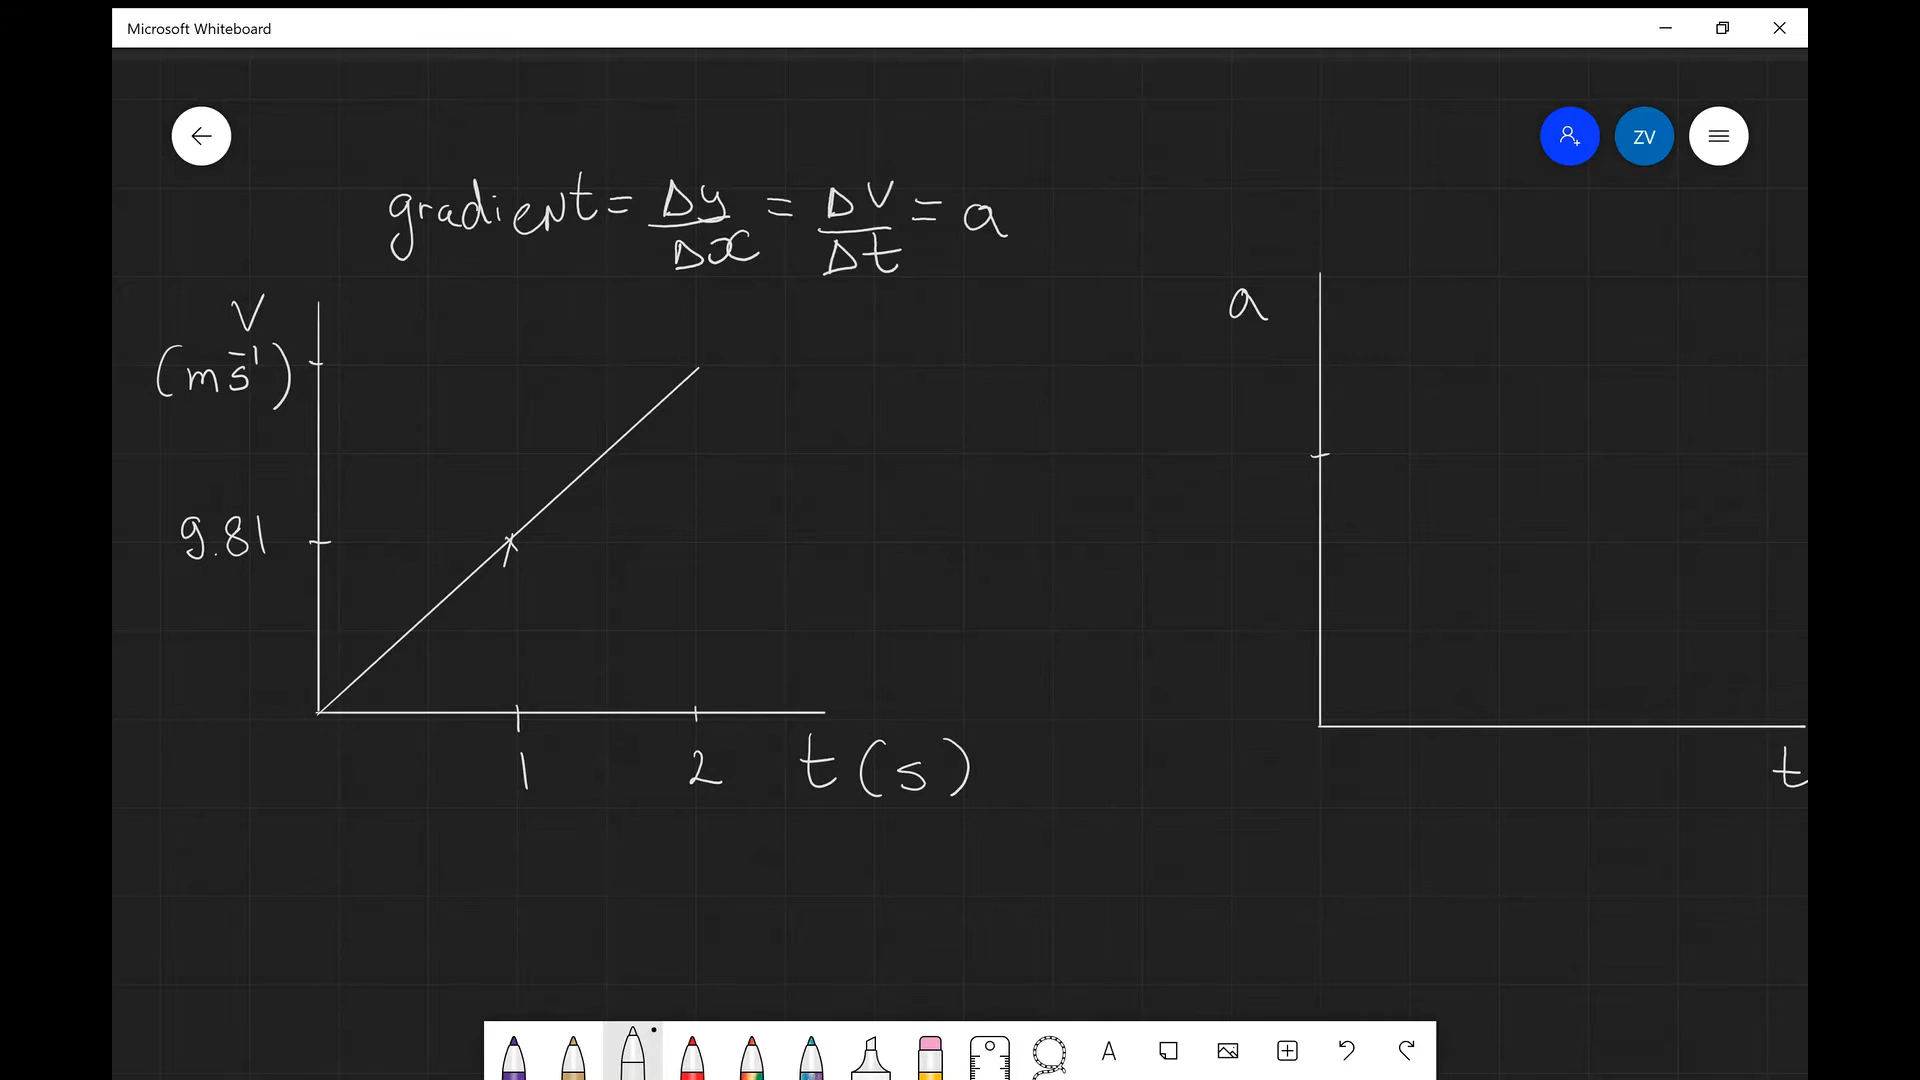 Microsoft Whiteboard
ZV
gradient = Δy/Δx = ΔV/Δt = a
V
(ms⁻¹)
9.81
1 2 t (s)
a
t
A